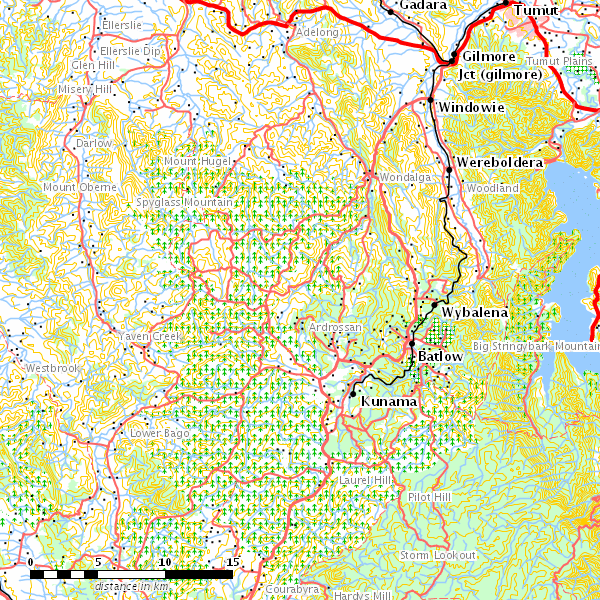 Gadara
Tumut
Ellerslie
Adelong
Ellerslie Dip
Gilmore
Glen Hill
Tumut Plains
Jct (gilmore)
Misery Hill
Windowie
Darlow
Mount Hugel
Wereboldera
Wondalga
Mount Oberne
Woodland
Spyglass Mountain
Wybalena
Ardrossan
Yaven Creek
Big Stringybark Mountain
Batlow
Westbrook
Kunama
Lower Bago
Laurel Hill
Pilot Hill
Storm Lookout
0 5 10 15
distance in km
Courabyra
Hardys Mill